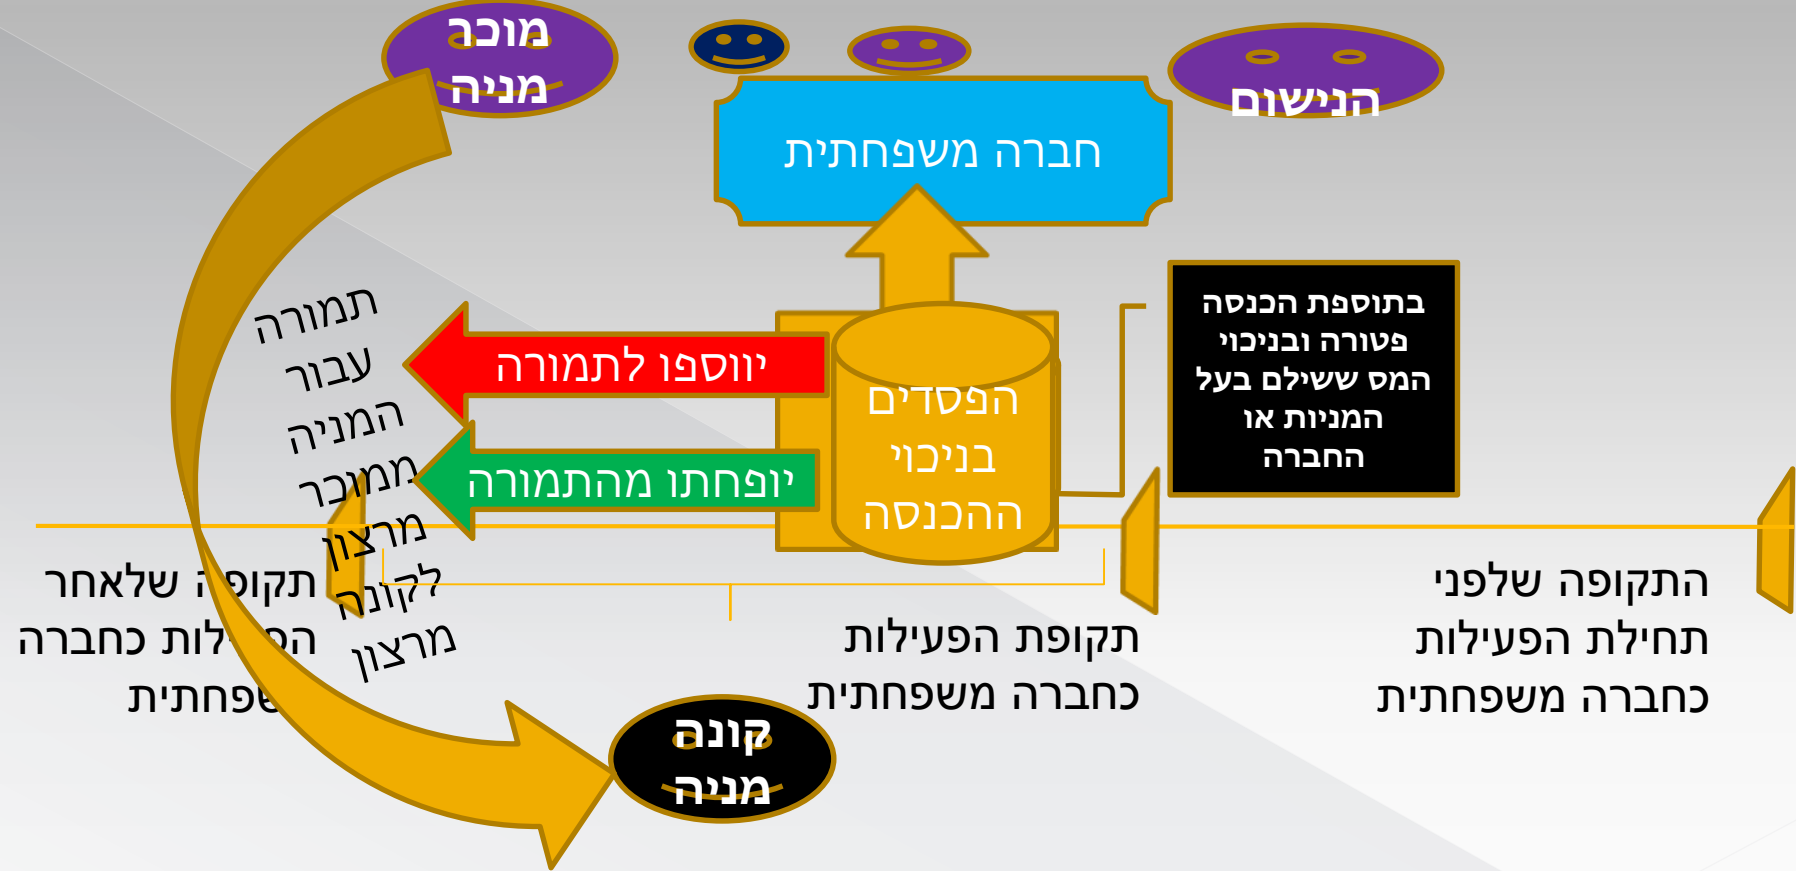 מוכר
מניה
הנישום
חברה משפחתית
בתוספת הכנסה
פטורה ובניכוי
המס ששילם בעל
המניות או
החברה
תמורה
עבור
המניה
ממוכר
מרצון
לקונה
מרצון
יווספו לתמורה
יופחתו מהתמורה
הפסדים
בניכוי
ההכנסה
התקופה שלפני
תחילת הפעילות
כחברה משפחתית
תקופת הפעילות
כחברה משפחתית
תקופה שלאחר
הפעילות כחברה
משפחתית
קונה
מניה